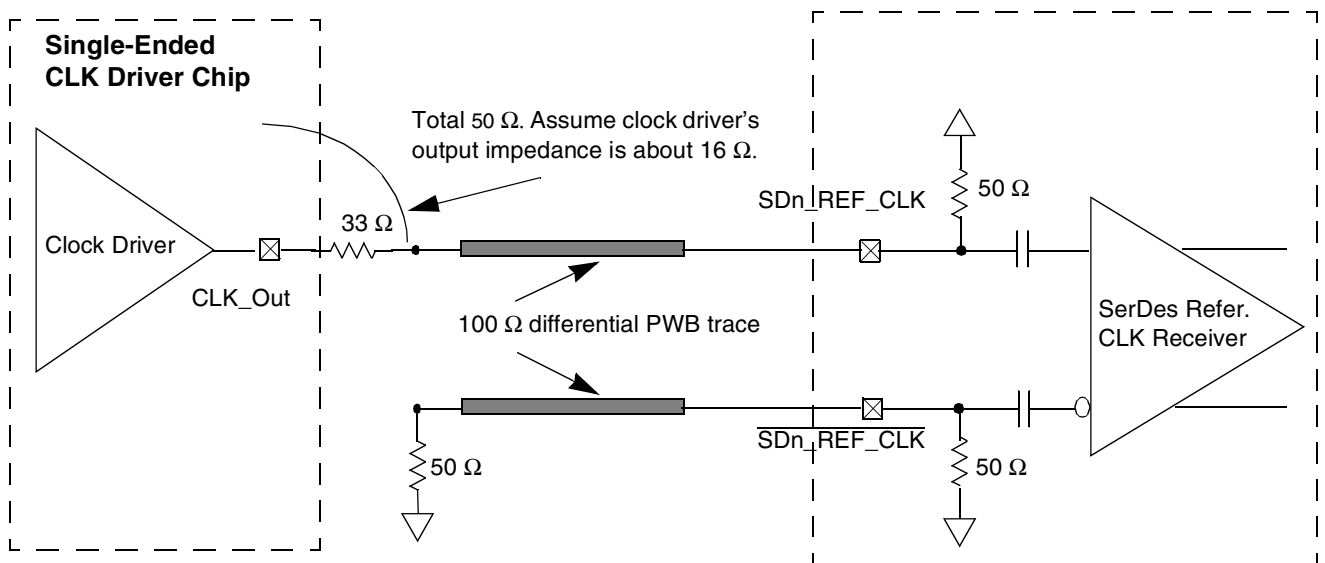 Single-Ended
CLK Driver Chip
Total 50 Ω. Assume clock driver's
output impedance is about 16 Ω.
SDn_REF_CLK
50 Ω
33 Ω
Clock Driver
CLK_Out
100 Ω differential PWB trace
SerDes Refer.
CLK Receiver
SDn_REF_CLK
50 Ω
50 Ω